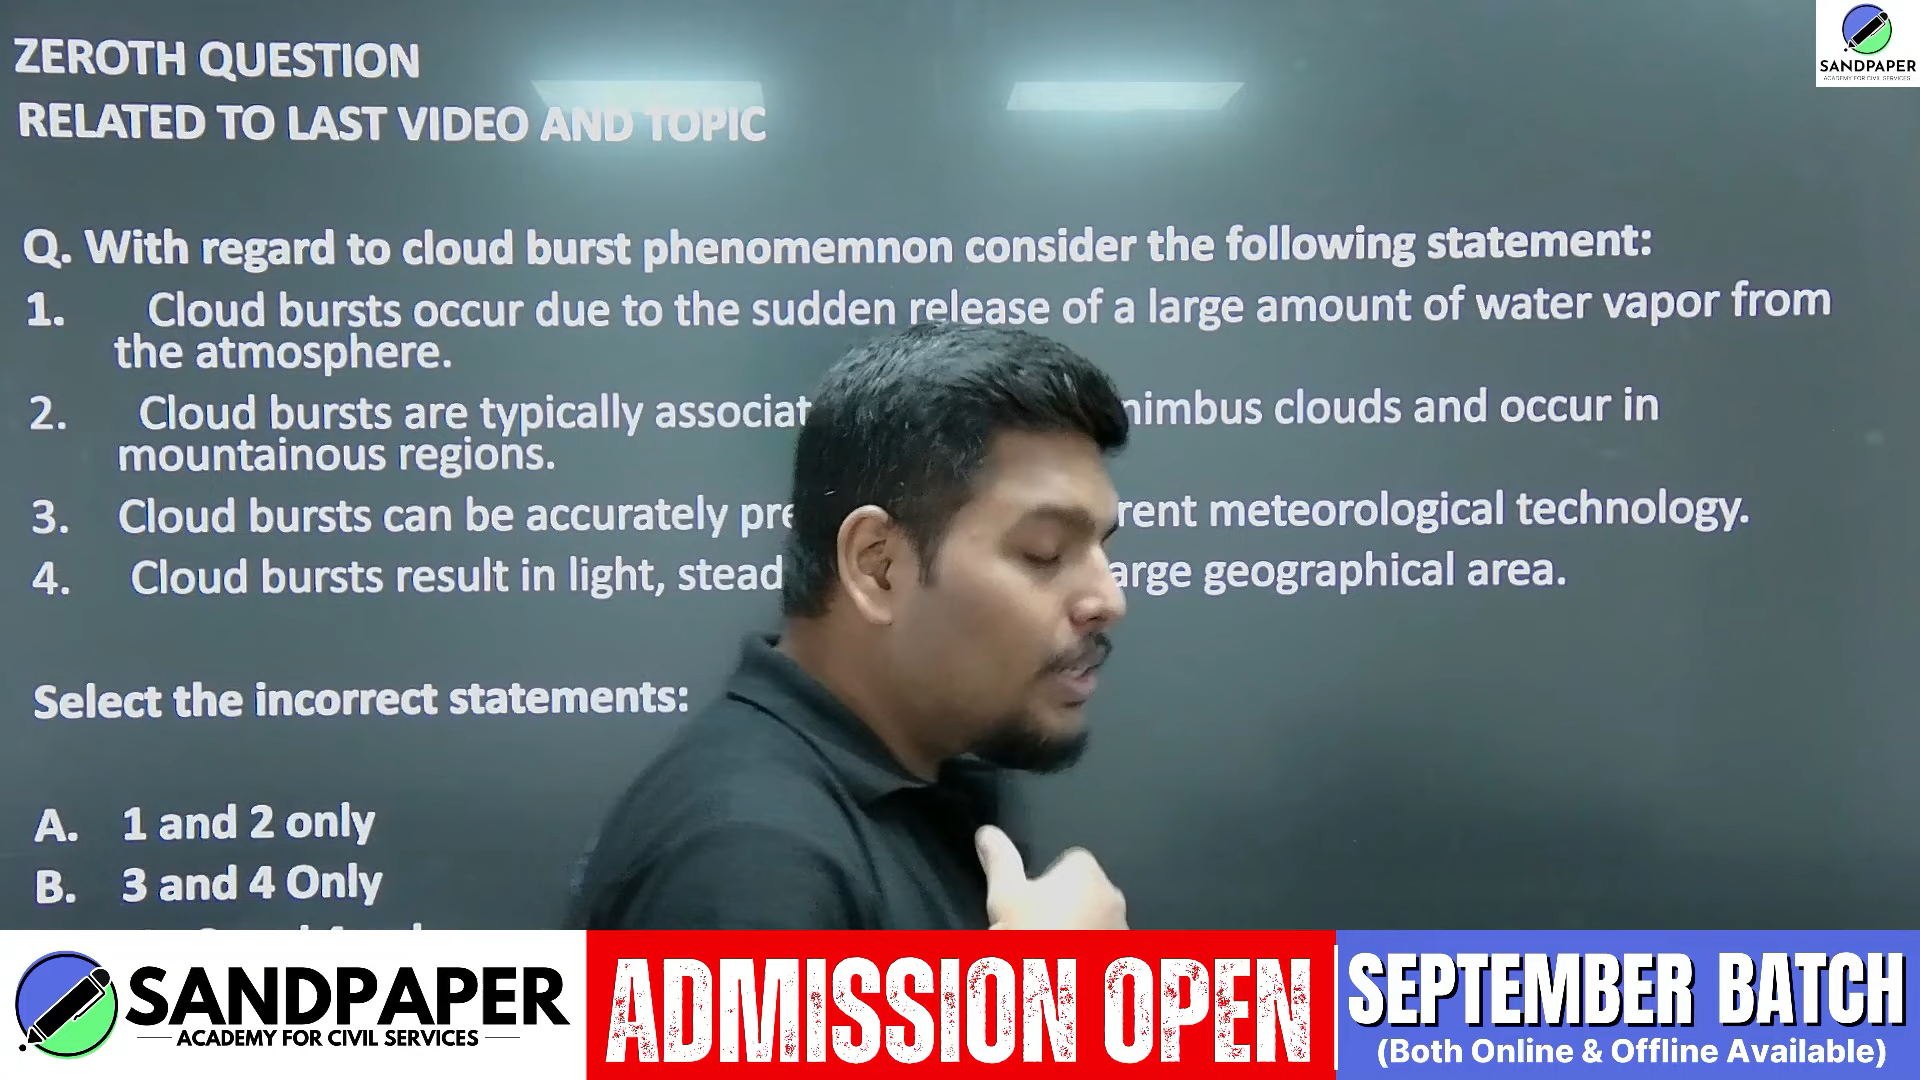 ZEROTH QUESTION
RELATED TO LAST VIDEO AND TOPIC
SANDPAPER
ACADEMY FOR CIVIL SERVICES
Q. With regard to cloud burst phenomemnon consider the following statement:
1. Cloud bursts occur due to the sudden release of a large amount of water vapor from
the atmosphere.
2. Cloud bursts are typically associat nimbus clouds and occur in
mountainous regions.
3. Cloud bursts can be accurately pre rent meteorological technology.
4. Cloud bursts result in light, stead arge geographical area.
Select the incorrect statements:
A. 1 and 2 only
B. 3 and 4 Only
SANDPAPER
ACADEMY FOR CIVIL SERVICES
ADMISSION OPEN
SEPTEMBER BATCH
(Both Online & Offline Available)